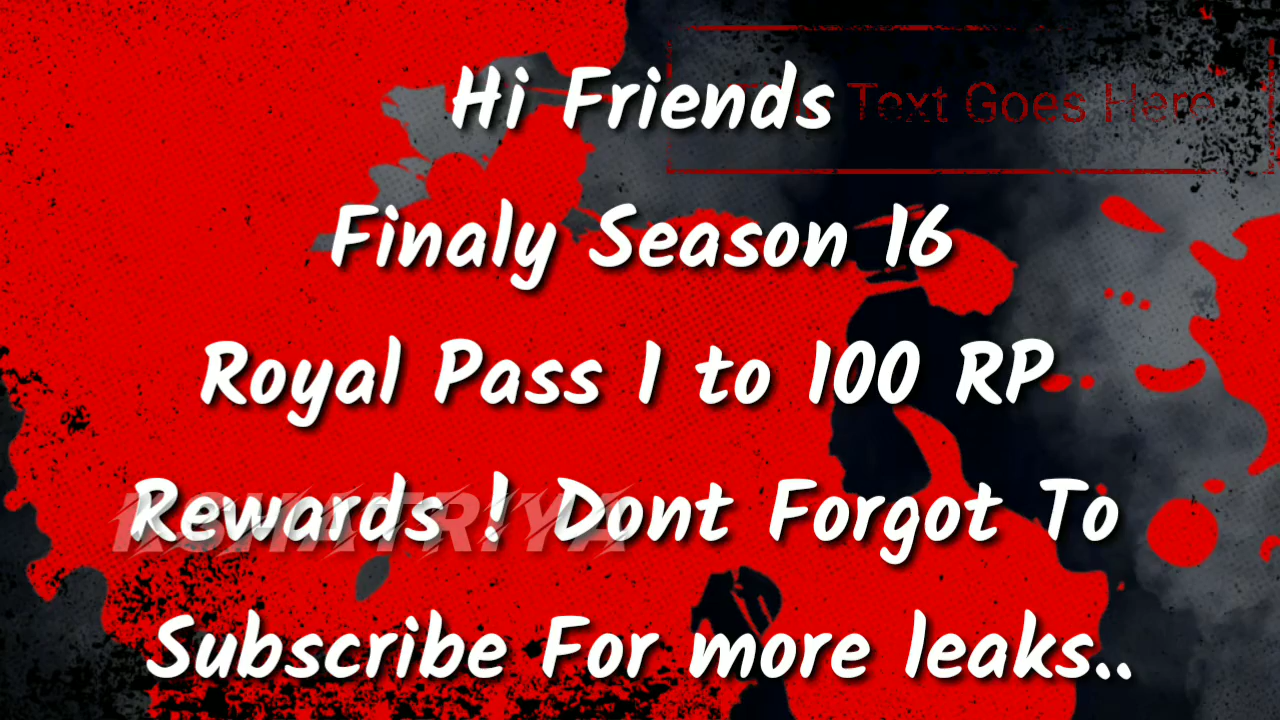 Hi Friends
Text Goes Here
Finaly Season 16
Royal Pass 1 to 100 RP
Rewards ! Dont Forgot To
KSHATRIYA
Subscribe For more leaks..